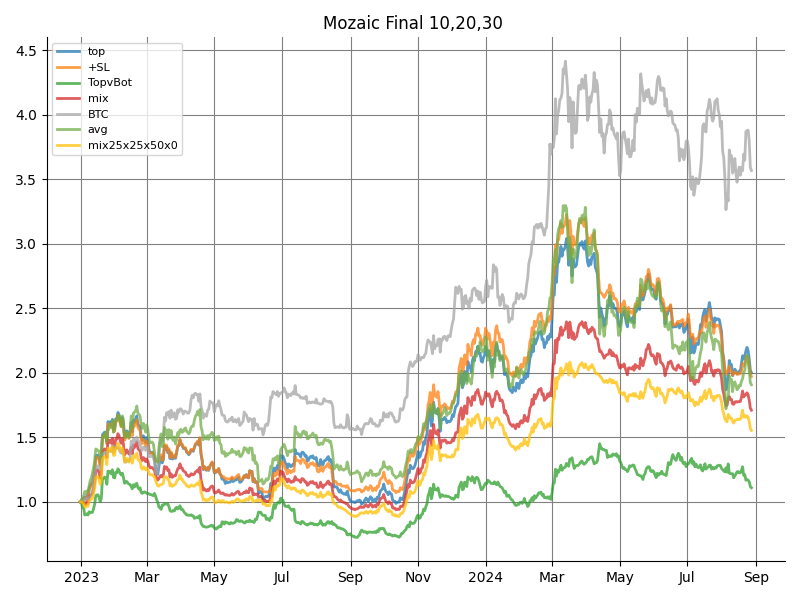 Mozaic Final 10,20,30
4.5
4.0
3.5
3.0
2.5
2.0
1.5
1.0
top
+SL
TopvBot
mix
BTC
avg
mix25x25x50x0
2023 Mar May Jul Sep Nov 2024 Mar May Jul Sep